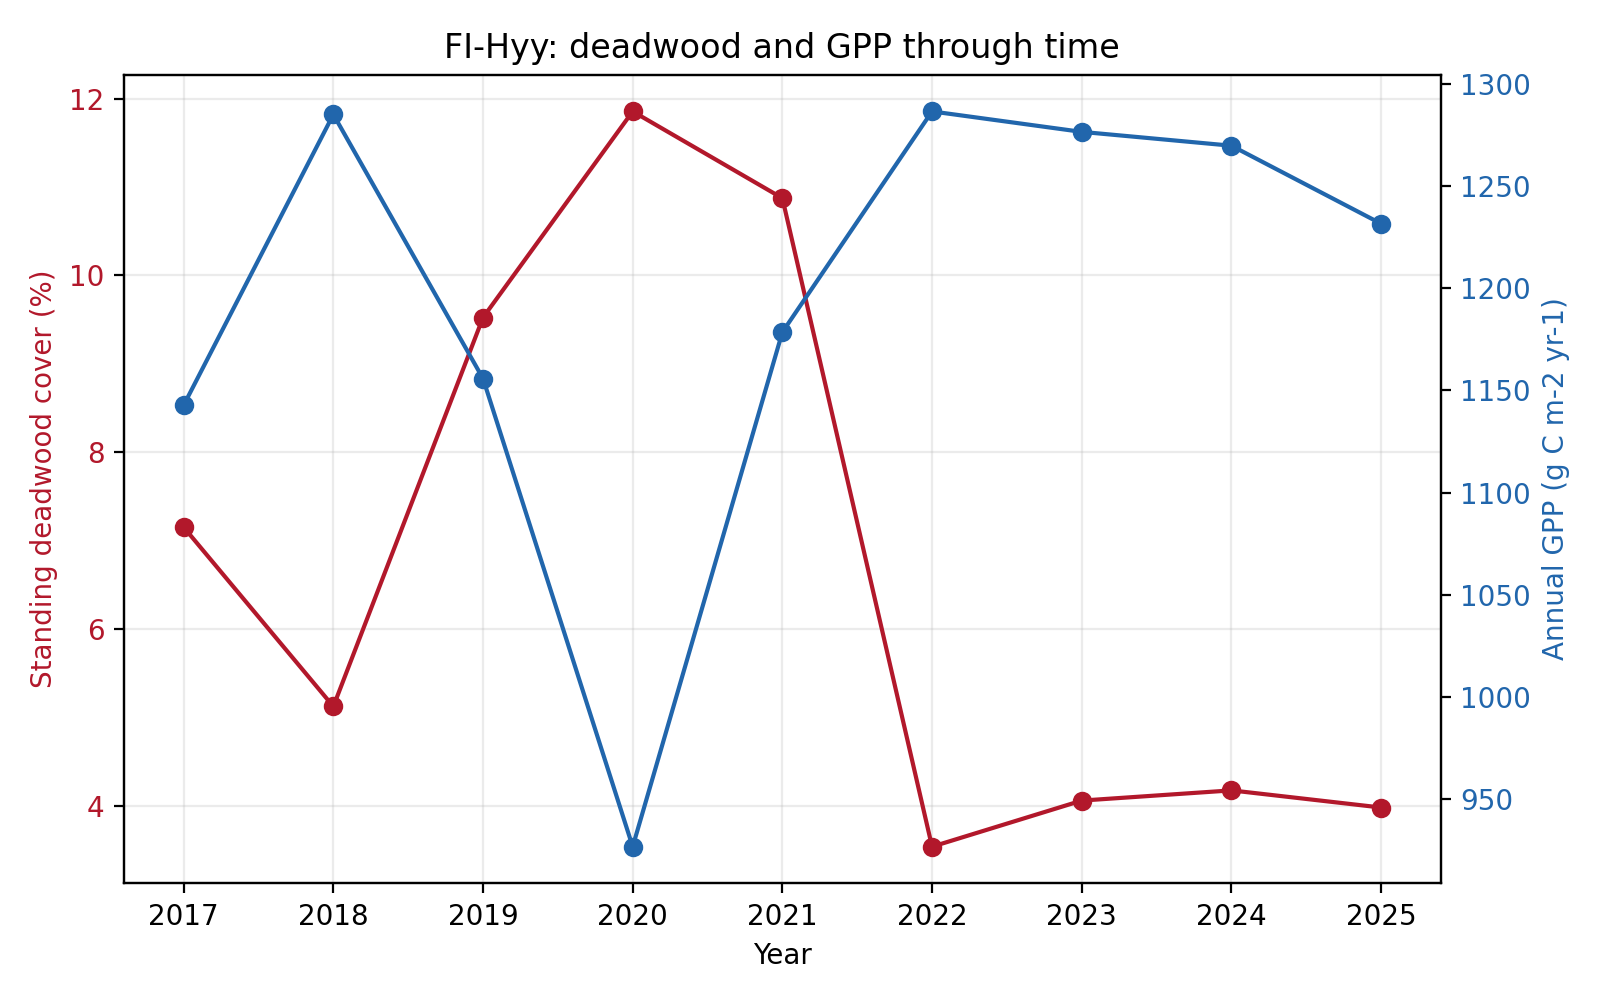 FI-Hyy: deadwood and GPP through time
12
10
8
6
4
Standing deadwood cover (%)
1300
1250
1200
1150
1100
1050
1000
950
Annual GPP (g C m-2 yr-1)
2017 2018 2019 2020 2021 2022 2023 2024 2025
Year